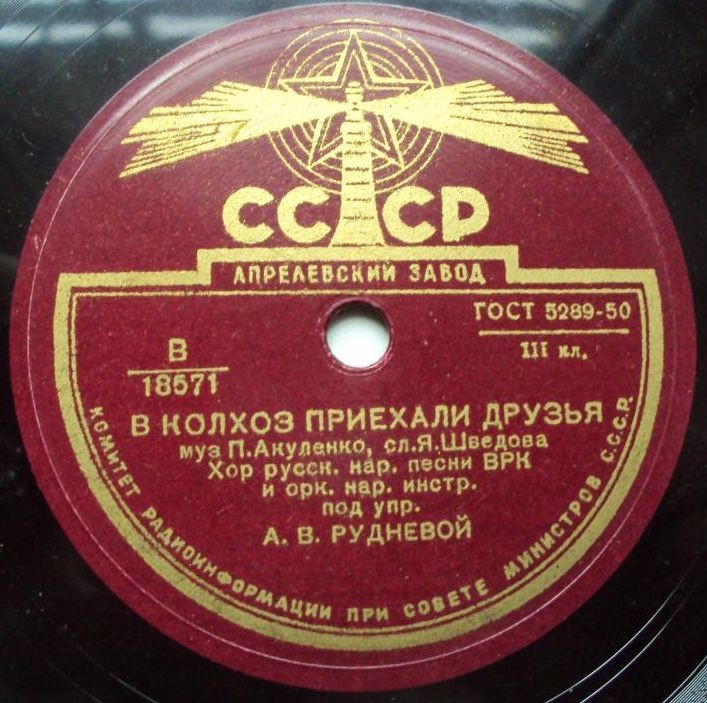 СССР
АПРЕЛЕВСКИЙ ЗАВОД
ГОСТ 5289-50
III кл.
В
18571
В КОЛХОЗ ПРИЕХАЛИ ДРУЗЬЯ
муз П. Акуленко, сл. Я. Шведова
Хор русск. нар. песни ВРК
и орк. нар. инстр.
под упр.
А. В. РУДНЕВОЙ
КОМИТЕТ РАДИОИНФОРМАЦИИ ПРИ СОВЕТЕ МИНИСТРОВ С.С.С.Р.